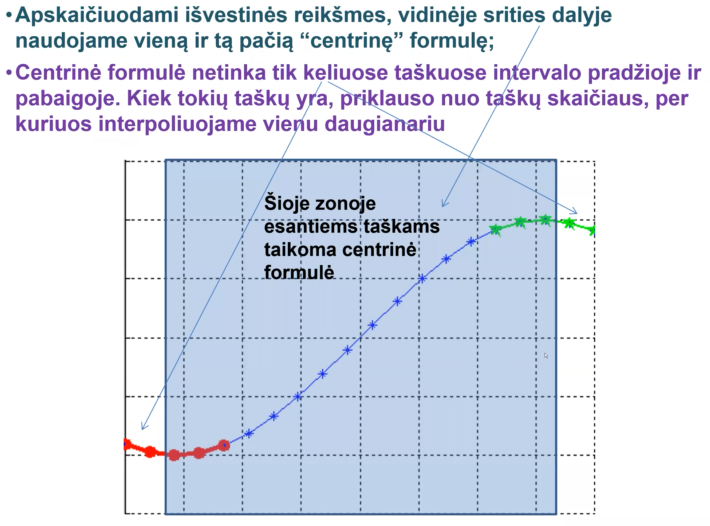 •Apskaičiuodami išvestinės reikšmes, vidinėje srities dalyje
naudojame vieną ir tą pačią “centrinę” formulę;
•Centrinė formulė netinka tik keliuose taškuose intervalo pradžioje ir
pabaigoje. Kiek tokių taškų yra, priklauso nuo taškų skaičiaus, per
kuriuos interpoliuojame vienu daugianariu
Šioje zonoje
esantiems taškams
taikoma centrinė
formulė